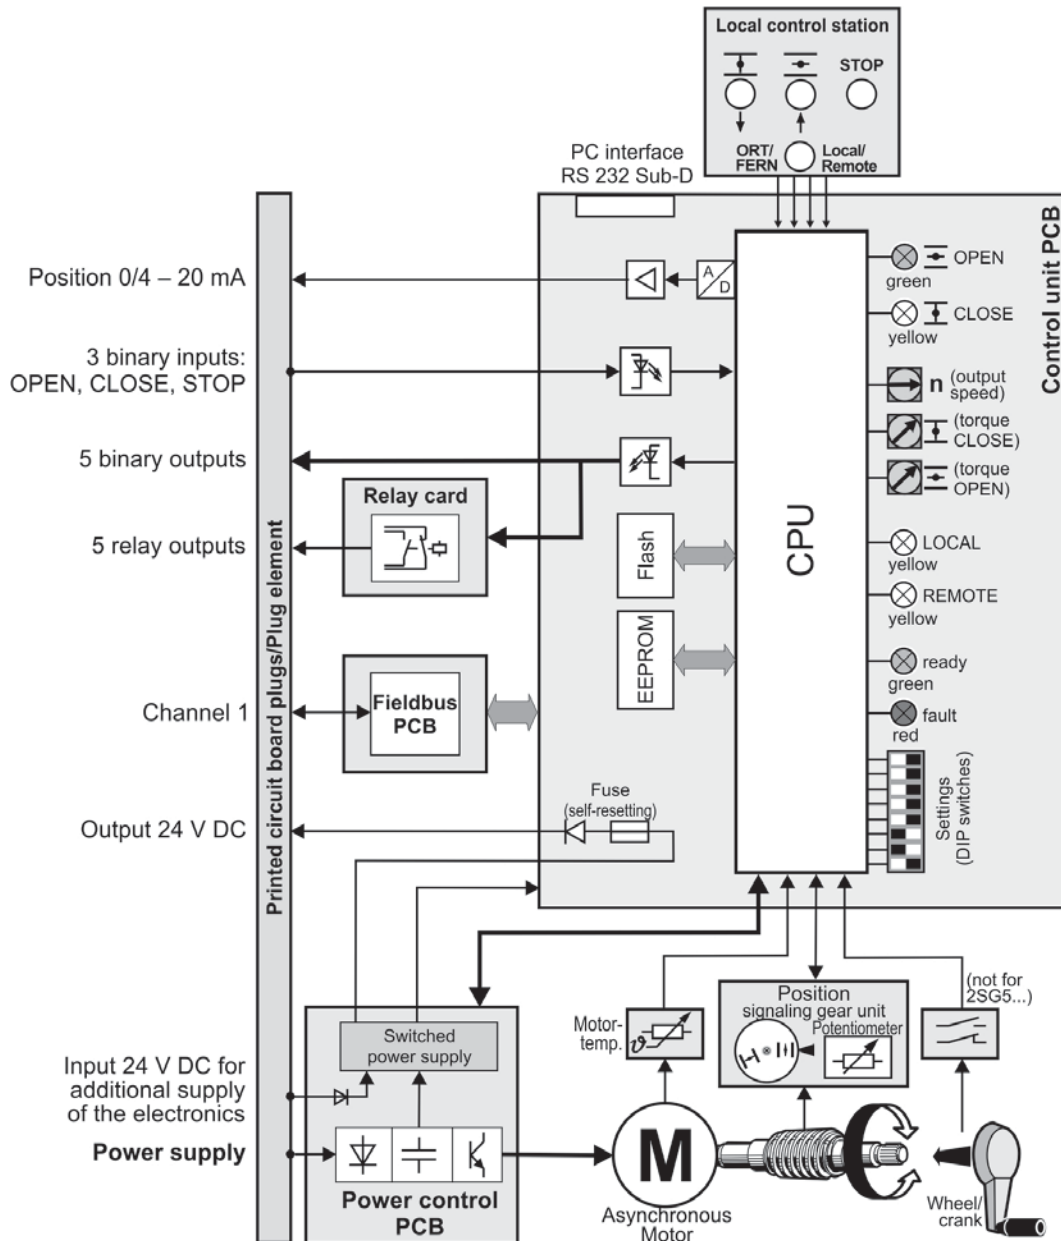 Local control station
STOP
ORT/
FERN
Local/
Remote
PC interface
RS 232 Sub-D
Control unit PCB
Printed circuit board plugs/Plug element
Position 0/4 – 20 mA
A
D
OPEN
green
CLOSE
yellow
3 binary inputs:
OPEN, CLOSE, STOP
n (output
speed)
(torque
CLOSE)
(torque
OPEN)
5 binary outputs
Relay card
5 relay outputs
Flash
EEPROM
CPU
LOCAL
yellow
REMOTE
yellow
ready
green
fault
red
Channel 1
Fieldbus
PCB
Settings
(DIP switches)
Fuse
(self-resetting)
Output 24 V DC
(not for
2SG5...)
Switched
power supply
Motor-
temp.
ϑ
Position
signaling gear unit
Potentiometer
Input 24 V DC for
additional supply
of the electronics
Power supply
Power control
PCB
M
Asynchronous
Motor
Wheel/
crank